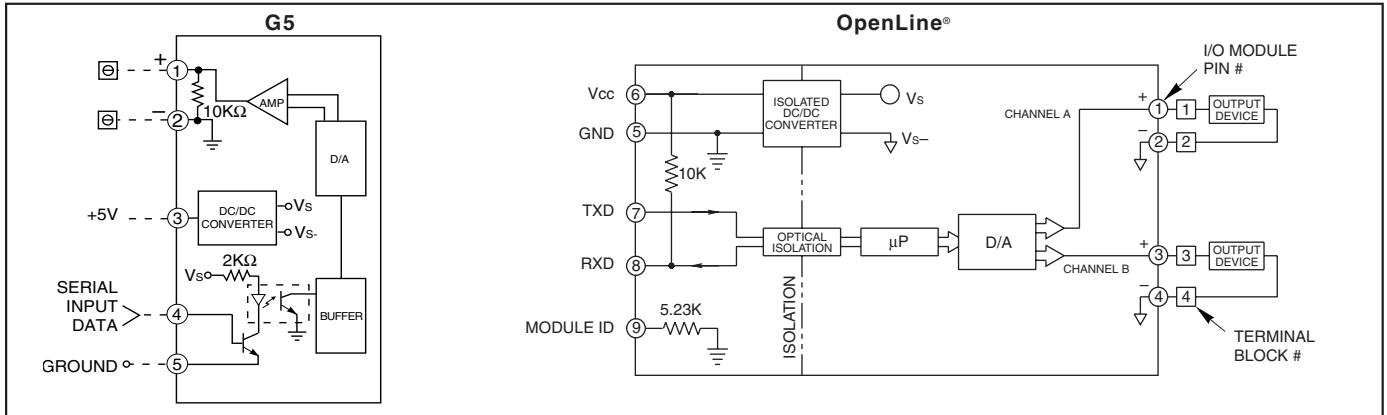 G5
+
1
10KΩ
–
2
AMP
D/A
+5V
3
DC/DC
CONVERTER
VS
VS-
2KΩ
VS
SERIAL
INPUT
DATA
4
BUFFER
GROUND
5
OpenLine®
I/O MODULE
PIN #
Vcc
6
ISOLATED
DC/DC
CONVERTER
VS
GND
5
VS–
10K
CHANNEL A
+
1
1
OUTPUT
DEVICE
–
2
2
TXD
7
OPTICAL
ISOLATION
µP
D/A
RXD
8
CHANNEL B
+
3
3
OUTPUT
DEVICE
–
4
4
5.23K
MODULE ID
9
ISOLATION
TERMINAL
BLOCK #